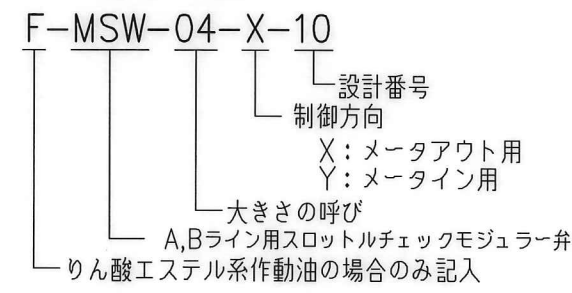 F-MSW-04-X-10
設計番号
制御方向
X：メータアウト用
Y：メータイン用
大きさの呼び
A,Bライン用スロットルチェックモジュラー弁
りん酸エステル系作動油の場合のみ記入